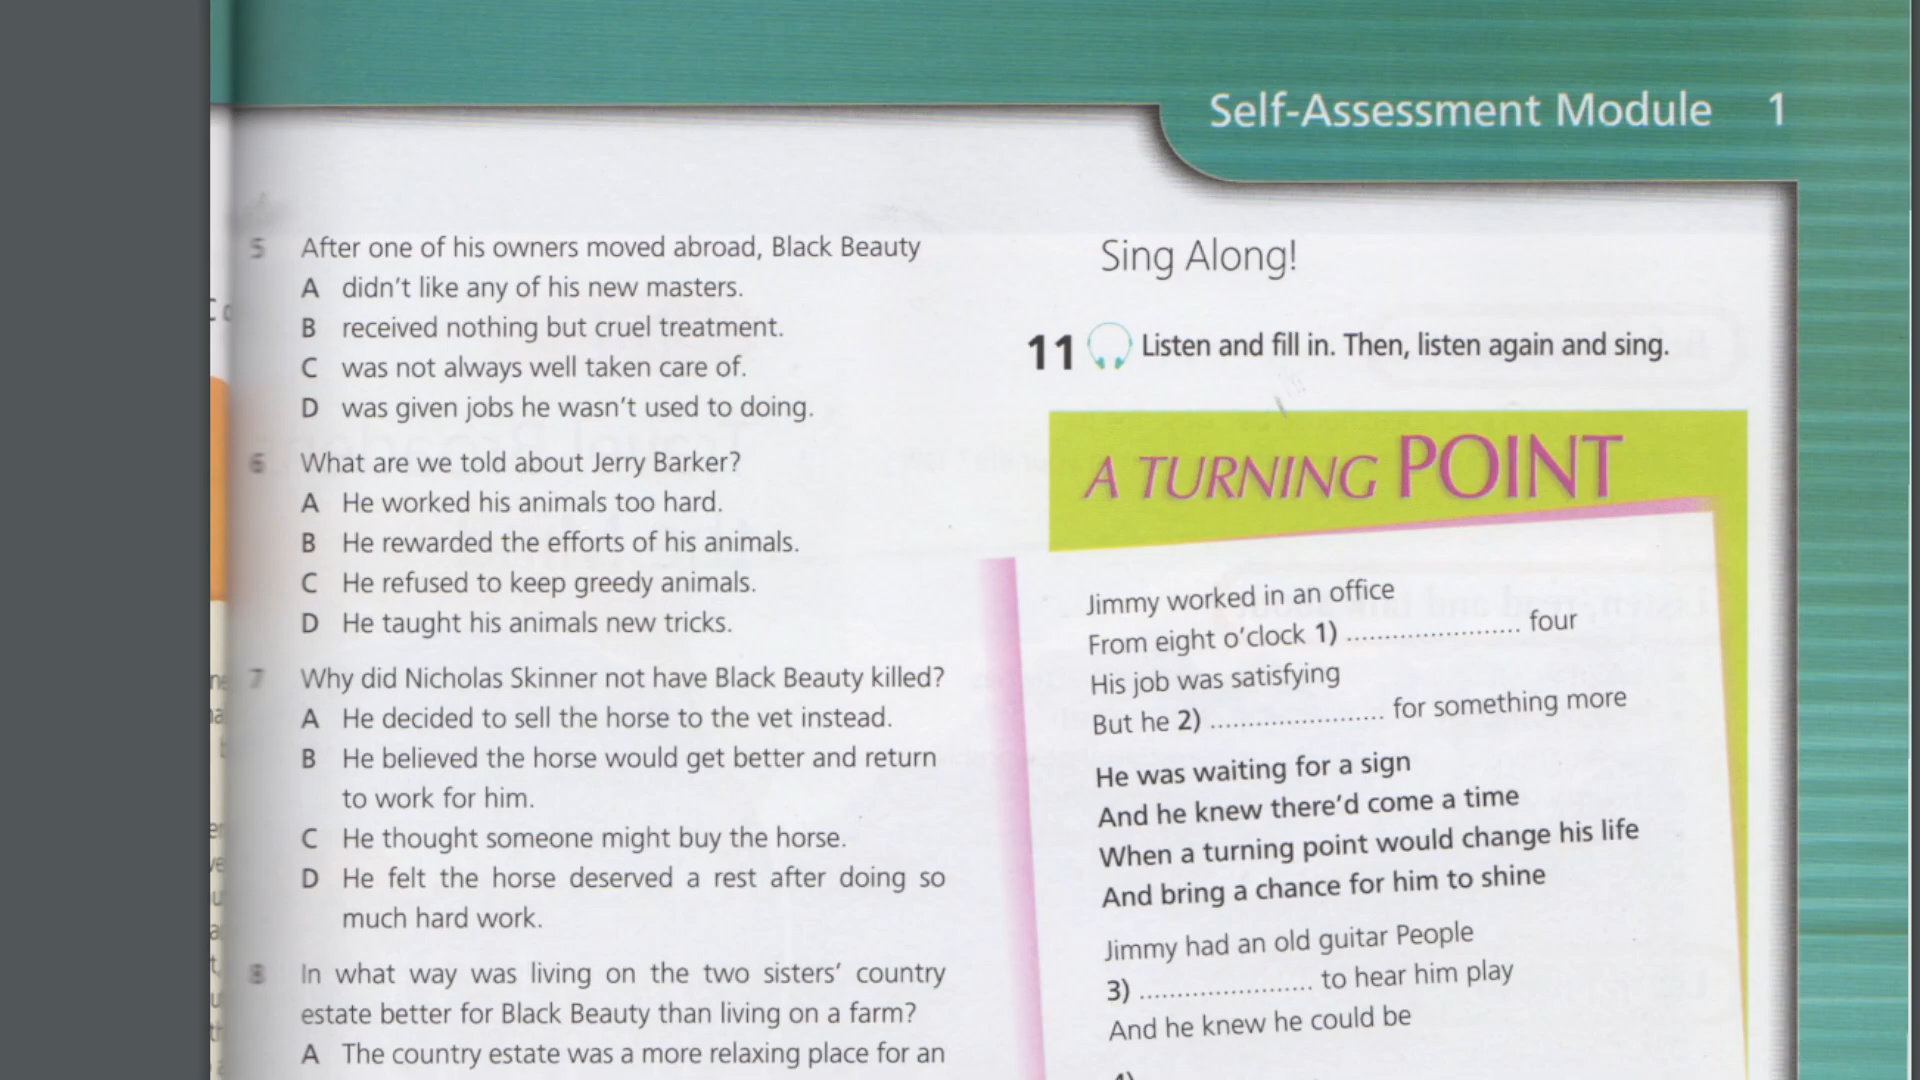 Self-Assessment Module 1
5 After one of his owners moved abroad, Black Beauty
A didn't like any of his new masters.
B received nothing but cruel treatment.
C was not always well taken care of.
D was given jobs he wasn't used to doing.
6 What are we told about Jerry Barker?
A He worked his animals too hard.
B He rewarded the efforts of his animals.
C He refused to keep greedy animals.
D He taught his animals new tricks.
7 Why did Nicholas Skinner not have Black Beauty killed?
A He decided to sell the horse to the vet instead.
B He believed the horse would get better and return
to work for him.
C He thought someone might buy the horse.
D He felt the horse deserved a rest after doing so
much hard work.
8 In what way was living on the two sisters' country
estate better for Black Beauty than living on a farm?
A The country estate was a more relaxing place for an
Sing Along!
11 Listen and fill in. Then, listen again and sing.
A TURNING POINT
Jimmy worked in an office
From eight o'clock 1) ....................... four
His job was satisfying
But he 2) ....................... for something more
He was waiting for a sign
And he knew there'd come a time
When a turning point would change his life
And bring a chance for him to shine
Jimmy had an old guitar People
3) ....................... to hear him play
And he knew he could be